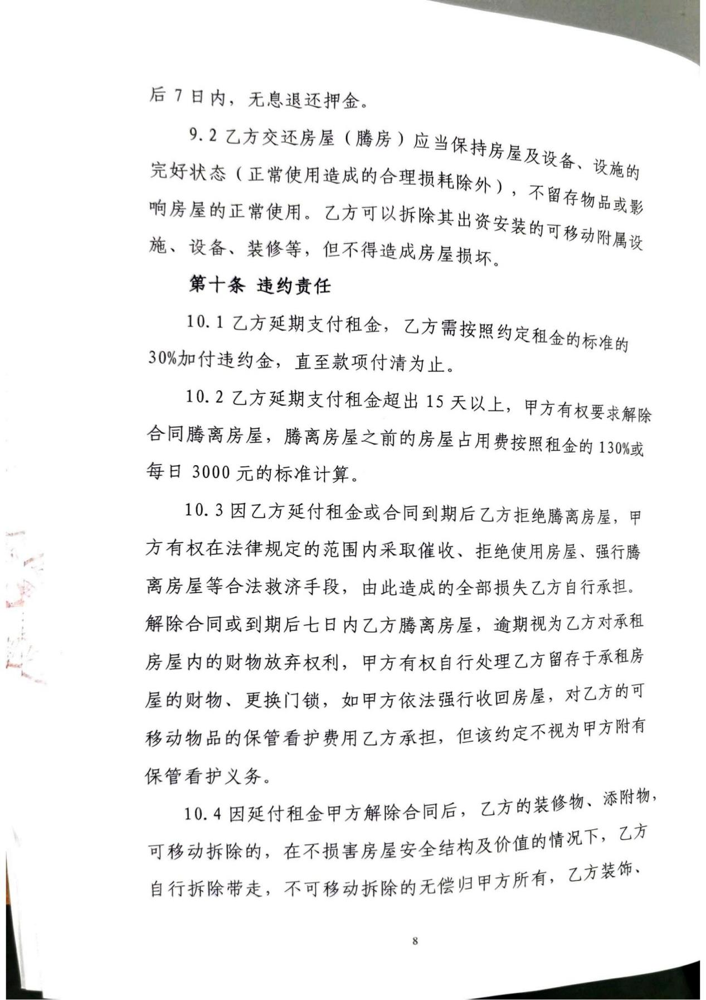 后 7 日内，无息退还押金。
9.2 乙方交还房屋（腾房）应当保持房屋及设备、设施的
完好状态（正常使用造成的合理损耗除外），不留存物品或影
响房屋的正常使用。乙方可以拆除其出资安装的可移动附属设
施、设备、装修等，但不得造成房屋损坏。
第十条 违约责任
10.1 乙方延期支付租金，乙方需按照约定租金的标准的
30%加付违约金，直至款项付清为止。
10.2 乙方延期支付租金超出 15 天以上，甲方有权要求解除
合同腾离房屋，腾离房屋之前的房屋占用费按照租金的 130%或
每日 3000 元的标准计算。
10.3 因乙方延付租金或合同到期后乙方拒绝腾离房屋，甲
方有权在法律规定的范围内采取催收、拒绝使用房屋、强行腾
离房屋等合法救济手段，由此造成的全部损失乙方自行承担。
解除合同或到期后七日内乙方腾离房屋，逾期视为乙方对承租
房屋内的财物放弃权利，甲方有权自行处理乙方留存于承租房
屋的财物、更换门锁，如甲方依法强行收回房屋，对乙方的可
移动物品的保管看护费用乙方承担，但该约定不视为甲方附有
保管看护义务。
10.4 因延付租金甲方解除合同后，乙方的装修物、添附物，
可移动拆除的，在不损害房屋安全结构及价值的情况下，乙方
自行拆除带走，不可移动拆除的无偿归甲方所有，乙方装饰、
8